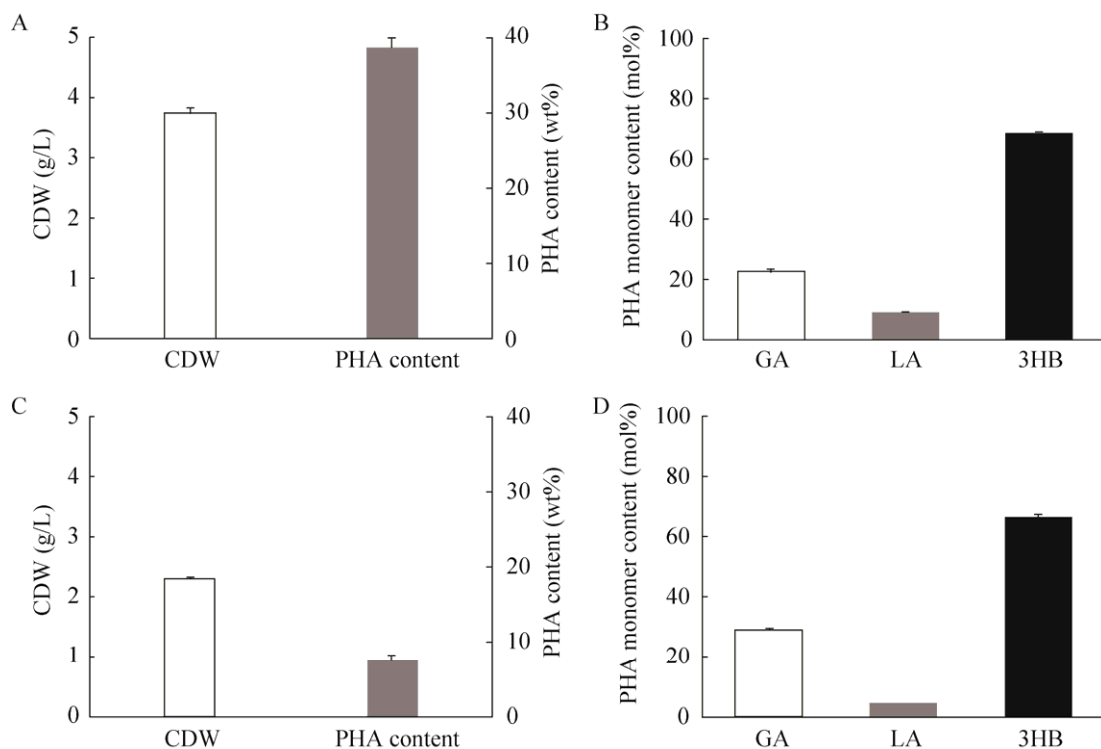 A
CDW (g/L)
5
4
3
2
1
0
40
30
20
10
0
PHA content (wt%)
CDW
PHA content
B
PHA monomer content (mol%)
100
80
60
40
20
0
GA
LA
3HB
C
CDW (g/L)
5
4
3
2
1
0
40
30
20
10
0
PHA content (wt%)
CDW
PHA content
D
PHA monomer content (mol%)
100
80
60
40
20
0
GA
LA
3HB